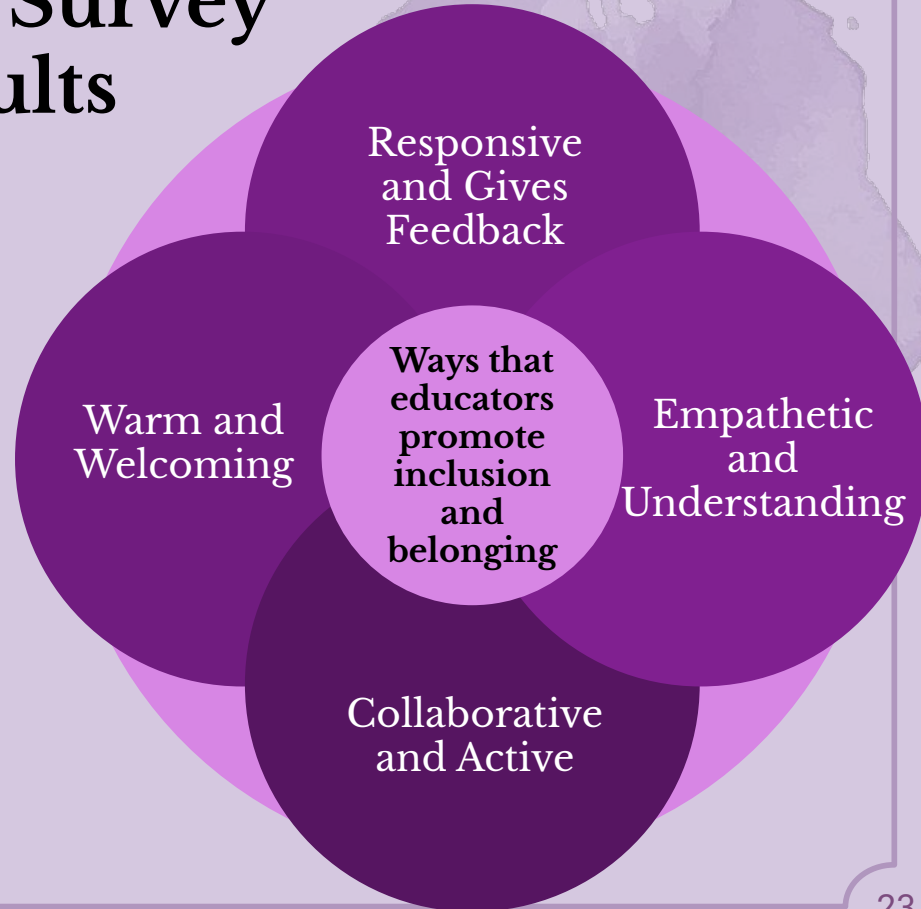 Survey
ults
Responsive
and Gives
Feedback
Warm and
Welcoming
Ways that
educators
promote
inclusion
and
belonging
Empathetic
and
Understanding
Collaborative
and Active
23